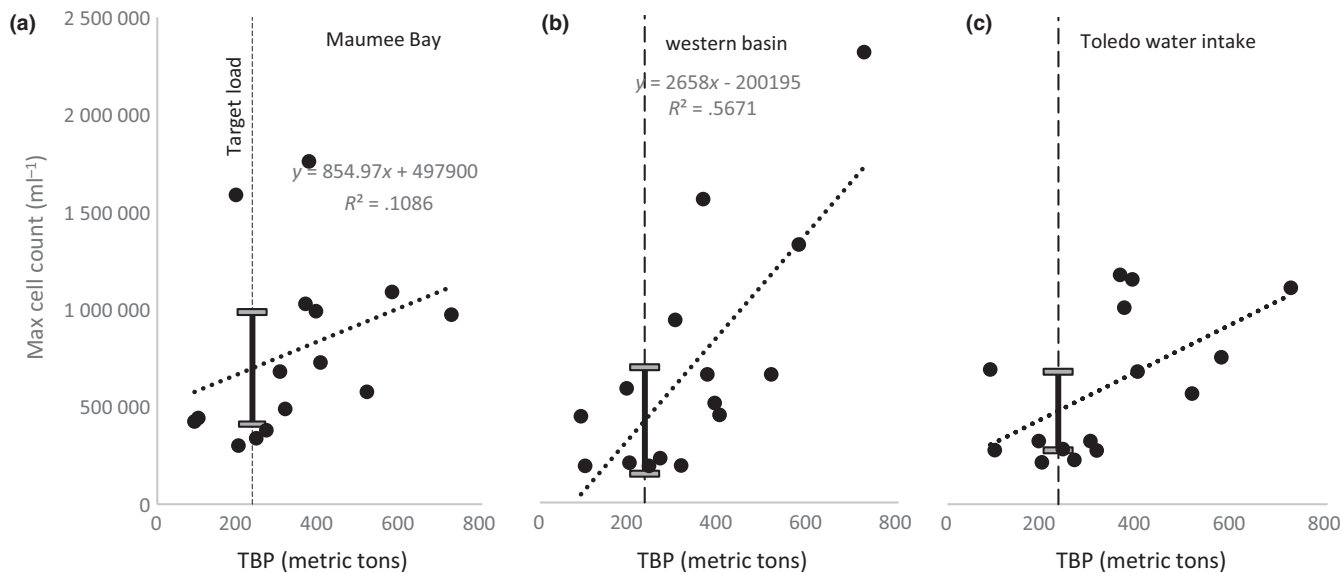 (a)
Maumee Bay
Target load
y = 854.97x + 497900
R² = .1086
Max cell count (ml⁻¹)
2 500 000
2 000 000
1 500 000
1 000 000
500 000
0
0 200 400 600 800
TBP (metric tons)
(b)
western basin
y = 2658x - 200195
R² = .5671
0 200 400 600 800
TBP (metric tons)
(c)
Toledo water intake
0 200 400 600 800
TBP (metric tons)